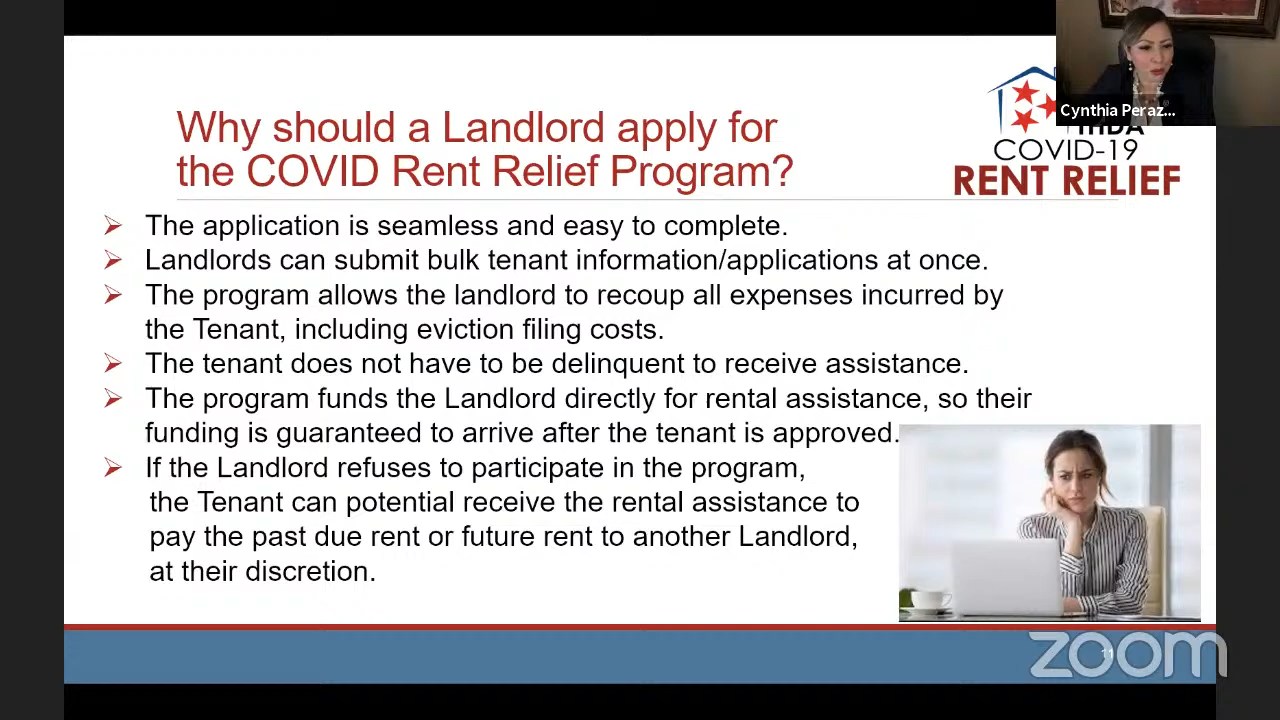 Cynthia Peraz...
Why should a Landlord apply for
the COVID Rent Relief Program?
THDA
COVID-19
RENT RELIEF
The application is seamless and easy to complete.
Landlords can submit bulk tenant information/applications at once.
The program allows the landlord to recoup all expenses incurred by
the Tenant, including eviction filing costs.
The tenant does not have to be delinquent to receive assistance.
The program funds the Landlord directly for rental assistance, so their
funding is guaranteed to arrive after the tenant is approved.
If the Landlord refuses to participate in the program,
the Tenant can potential receive the rental assistance to
pay the past due rent or future rent to another Landlord,
at their discretion.
11
zoom